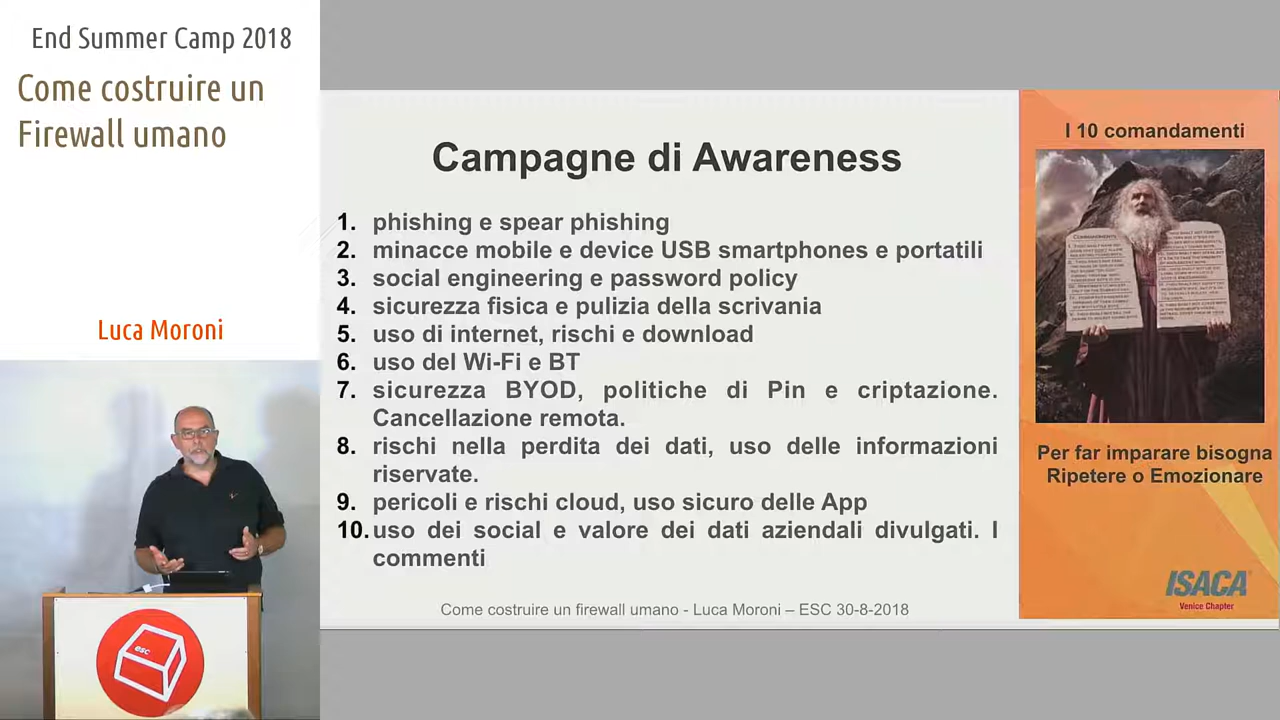 End Summer Camp 2018
Come costruire un
Firewall umano
Luca Moroni
esc
Campagne di Awareness
1. phishing e spear phishing
2. minacce mobile e device USB smartphones e portatili
3. social engineering e password policy
4. sicurezza fisica e pulizia della scrivania
5. uso di internet, rischi e download
6. uso del Wi-Fi e BT
7. sicurezza BYOD, politiche di Pin e criptazione.
Cancellazione remota.
8. rischi nella perdita dei dati, uso delle informazioni
riservate.
9. pericoli e rischi cloud, uso sicuro delle App
10. uso dei social e valore dei dati aziendali divulgati. I
commenti
Come costruire un firewall umano - Luca Moroni – ESC 30-8-2018
I 10 comandamenti
Per far imparare bisogna
Ripetere o Emozionare
ISACA®
Venice Chapter